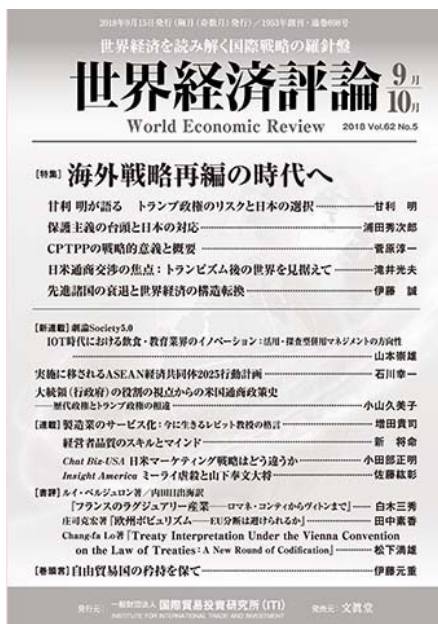 2018年9月15日発行(隔月(奇数月)発行)/1953年創刊・通巻698号
世界経済を読み解く国際戦略の羅針盤
世界経済評論 9月 10月
World Economic Review 2018 Vol.62 No.5
[特集] 海外戦略再編の時代へ
甘利 明が語る トランプ政権のリスクと日本の選択 甘利 明
保護主義の台頭と日本の対応 浦田秀次郎
CPTPPの戦略的意義と概要 菅原淳一
日米通商交渉の焦点:トランピズム後の世界を見据えて 滝井光夫
先進諸国の衰退と世界経済の構造転換 伊藤 誠
[新連載] 劇論Society5.0
IOT時代における飲食・教育業界のイノベーション:活用・探査型併用マネジメントの方向性
山本崇雄
実施に移されるASEAN経済共同体2025行動計画 石川幸一
大統領(行政府)の役割の視点からの米国通商政策史
──歴代政権とトランプ政権の相違 小山久美子
[連載] 製造業のサービス化:今に生きるレビット教授の格言 増田貴司
経営者品質のスキルとマインド 新 将命
Chat Biz-USA 日米マーケティング戦略はどう違うか 小田部正明
Insight America ミーライ虐殺と山下奉文大将 佐藤紘彰
[書評] ルイ・ベルジュロン著/内田日出海訳
『フランスのラグジュアリー産業──ロマネ・コンティからヴィトンまで』 白木三秀
庄司克宏著『欧州ポピュリズム──EU分断は避けられるか』 田中素香
Chang-fa Lo著『Treaty Interpretation Under the Vienna Convention
on the Law of Treaties:A New Round of Codification』 松下満雄
[巻頭言] 自由貿易国の矜持を保て 伊藤元重
発行元: 一般財団法人 国際貿易投資研究所(ITI) 発売元: 文眞堂
INSTITUTE FOR INTERNATIONAL TRADE AND INVESTMENT